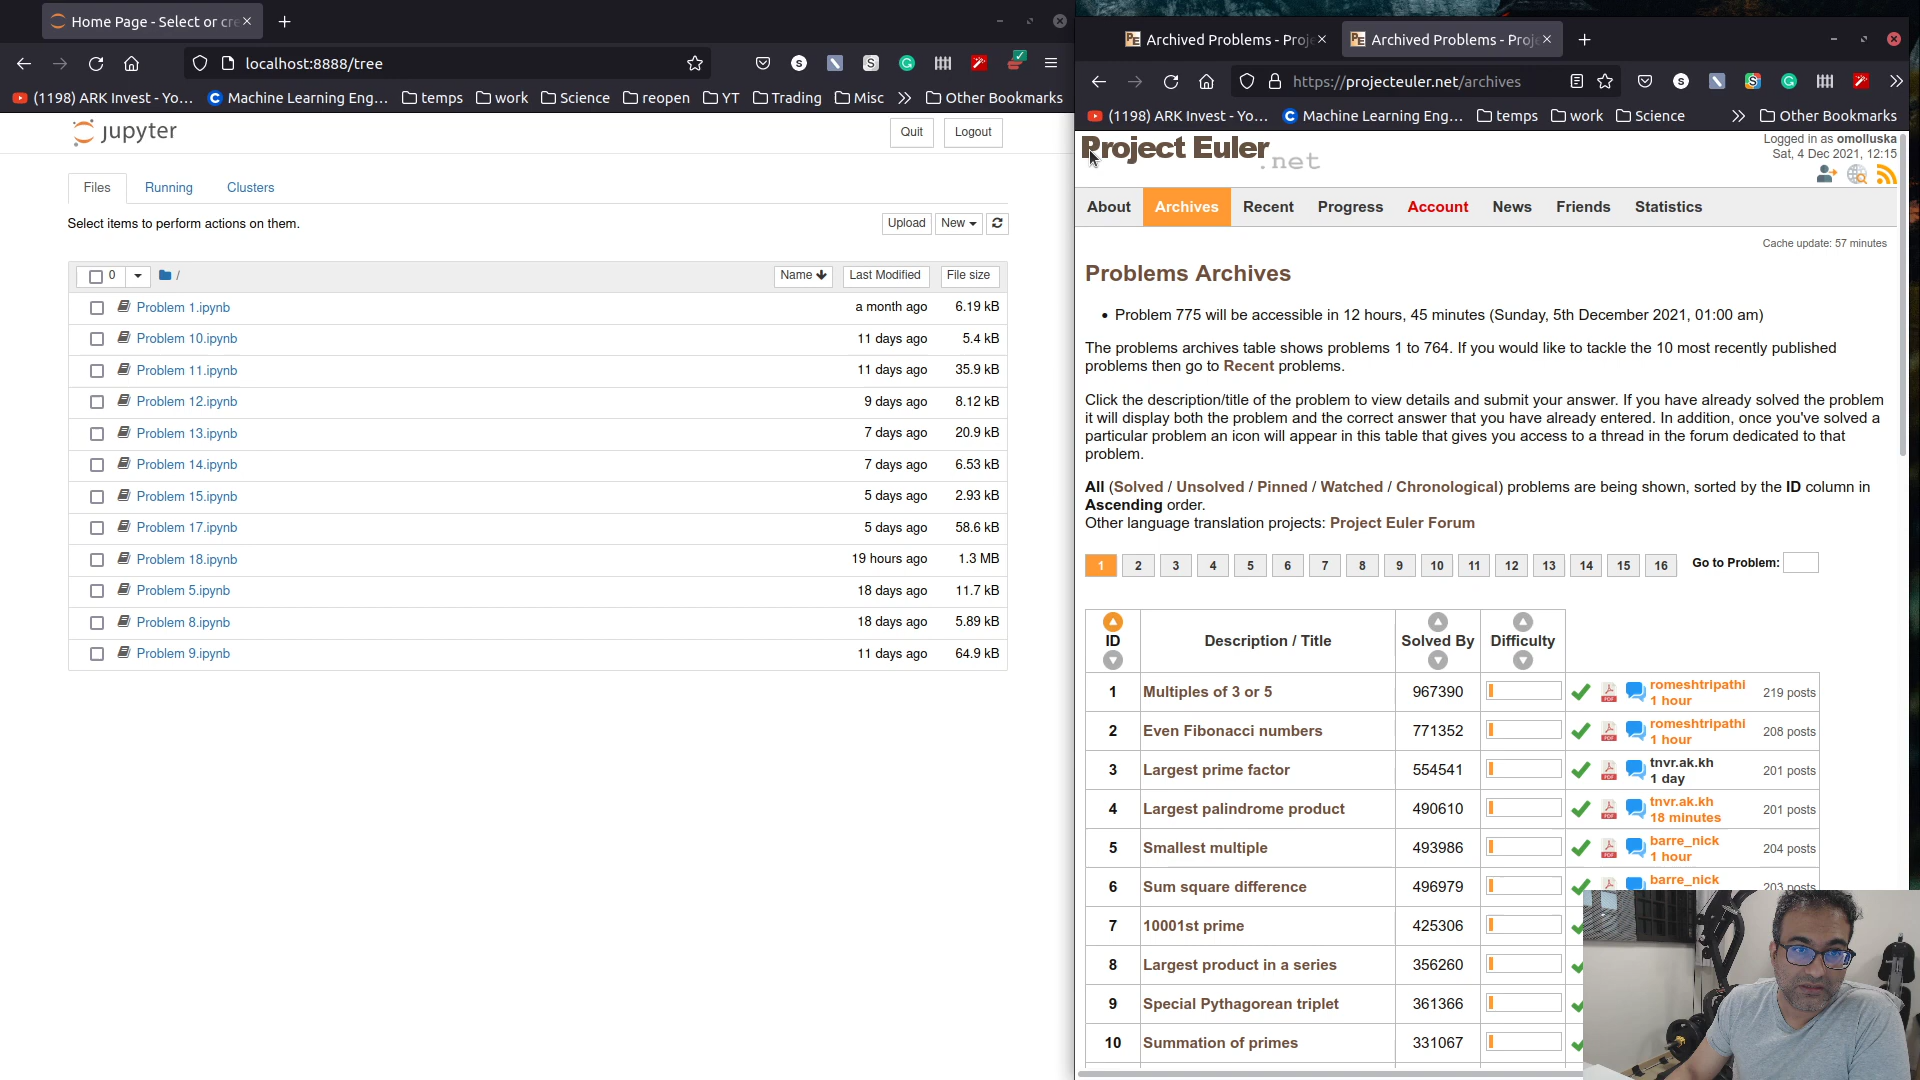 Home Page - Select or cre
localhost:8888/tree
(1198) ARK Invest - Yo...
Machine Learning Eng...
temps
work
Science
reopen
YT
Trading
Misc
Other Bookmarks
jupyter
Quit
Logout
Files
Running
Clusters
Select items to perform actions on them.
Upload
New
0
/
Name
Last Modified
File size
Problem 1.ipynb a month ago 6.19 kB
Problem 10.ipynb 11 days ago 5.4 kB
Problem 11.ipynb 11 days ago 35.9 kB
Problem 12.ipynb 9 days ago 8.12 kB
Problem 13.ipynb 7 days ago 20.9 kB
Problem 14.ipynb 7 days ago 6.53 kB
Problem 15.ipynb 5 days ago 2.93 kB
Problem 17.ipynb 5 days ago 58.6 kB
Problem 18.ipynb 19 hours ago 1.3 MB
Problem 5.ipynb 18 days ago 11.7 kB
Problem 8.ipynb 18 days ago 5.89 kB
Problem 9.ipynb 11 days ago 64.9 kB
Archived Problems - Proje
Archived Problems - Proje
https://projecteuler.net/archives
(1198) ARK Invest - Yo...
Machine Learning Eng...
temps
work
Science
Other Bookmarks
Project Euler.net
Logged in as omolluska
Sat, 4 Dec 2021, 12:15
About
Archives
Recent
Progress
Account
News
Friends
Statistics
Cache update: 57 minutes
Problems Archives
• Problem 775 will be accessible in 12 hours, 45 minutes (Sunday, 5th December 2021, 01:00 am)
The problems archives table shows problems 1 to 764. If you would like to tackle the 10 most recently published
problems then go to Recent problems.
Click the description/title of the problem to view details and submit your answer. If you have already solved the problem
it will display both the problem and the correct answer that you have already entered. In addition, once you've solved a
particular problem an icon will appear in this table that gives you access to a thread in the forum dedicated to that
problem.
All (Solved / Unsolved / Pinned / Watched / Chronological) problems are being shown, sorted by the ID column in
Ascending order.
Other language translation projects: Project Euler Forum
1 2 3 4 5 6 7 8 9 10 11 12 13 14 15 16 Go to Problem:
ID Description / Title Solved By Difficulty
1 Multiples of 3 or 5 967390 romeshtripathi 219 posts
1 hour
2 Even Fibonacci numbers 771352 romeshtripathi 208 posts
1 hour
3 Largest prime factor 554541 tnvr.ak.kh 201 posts
1 day
4 Largest palindrome product 490610 tnvr.ak.kh 201 posts
18 minutes
5 Smallest multiple 493986 barre_nick 204 posts
1 hour
6 Sum square difference 496979 barre_nick 203 posts
7 10001st prime 425306
8 Largest product in a series 356260
9 Special Pythagorean triplet 361366
10 Summation of primes 331067